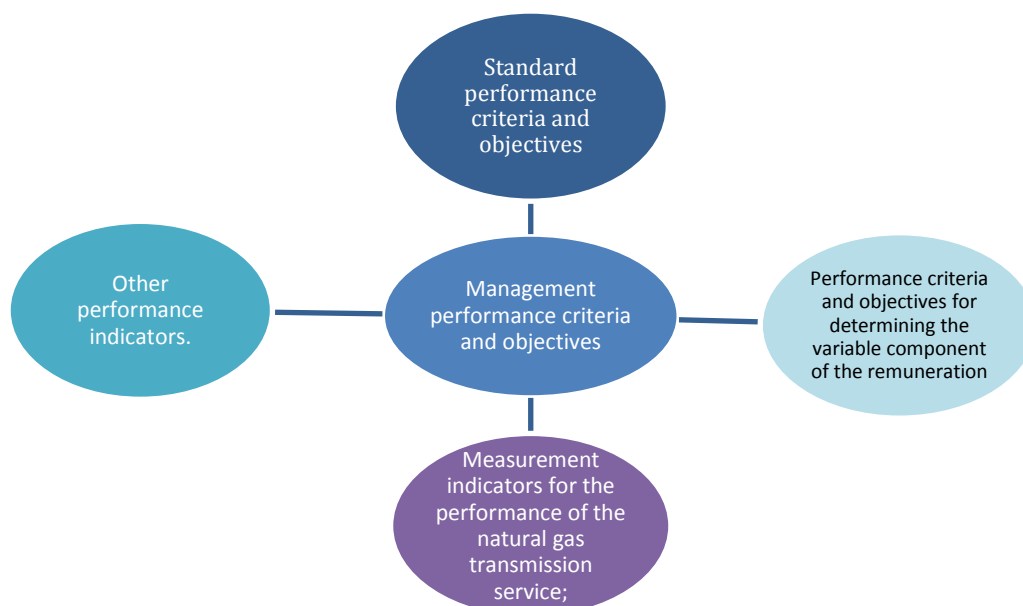 Standard
performance
criteria and
objectives
Other
performance
indicators.
Management
performance criteria
and objectives
Performance criteria
and objectives for
determining the
variable component
of the remuneration
Measurement
indicators for the
performance of the
natural gas
transmission
service;